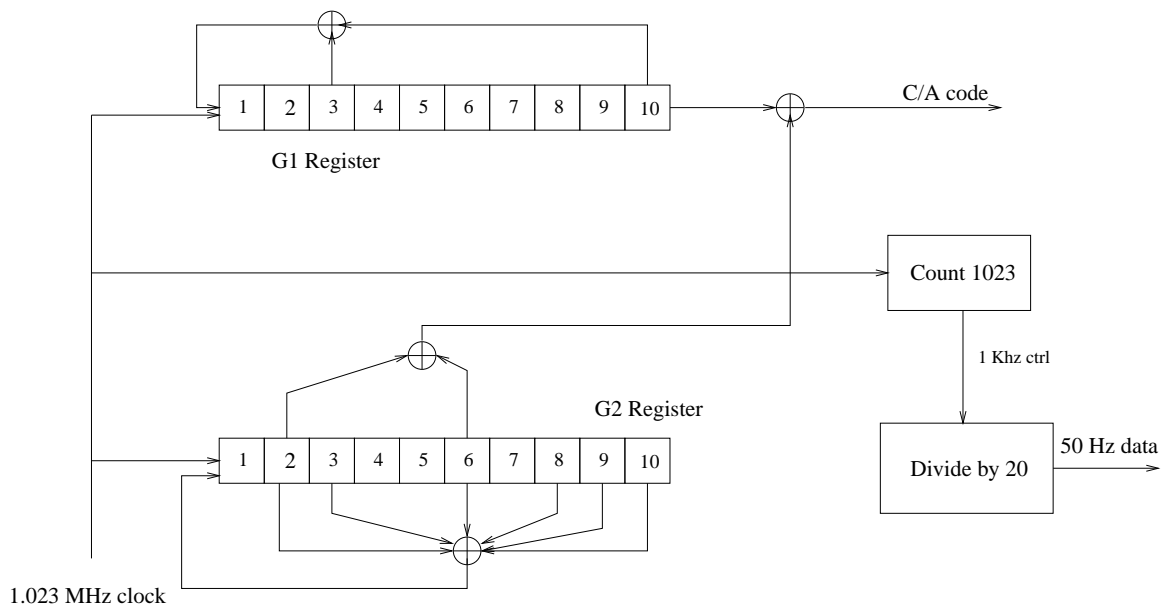 C/A code
1 2 3 4 5 6 7 8 9 10
G1 Register
Count 1023
1 Khz ctrl
G2 Register
1 2 3 4 5 6 7 8 9 10
50 Hz data
Divide by 20
1.023 MHz clock